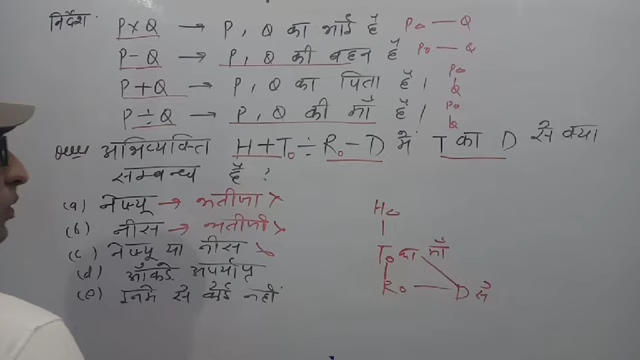 निर्देश. P×Q → P, Q का भाई है P○ — Q
P-Q → P, Q की बहन है P○ — Q
P+Q → P, Q का पिता है। P○ Q
P÷Q → P, Q की माँ है। P○ Q
अभिव्यक्ति H+T○÷R○-D में T का D से क्या
सम्बन्ध है ?
(a) नेफ्यू → भतीजा ×
(b) नीस → भतीजी ×
(c) नेफ्यू या नीस ×
(d) आँकडे अपर्याप्त
(e) इनमे से कोई नहीं
H○
T○ का माँ
R○ — D से